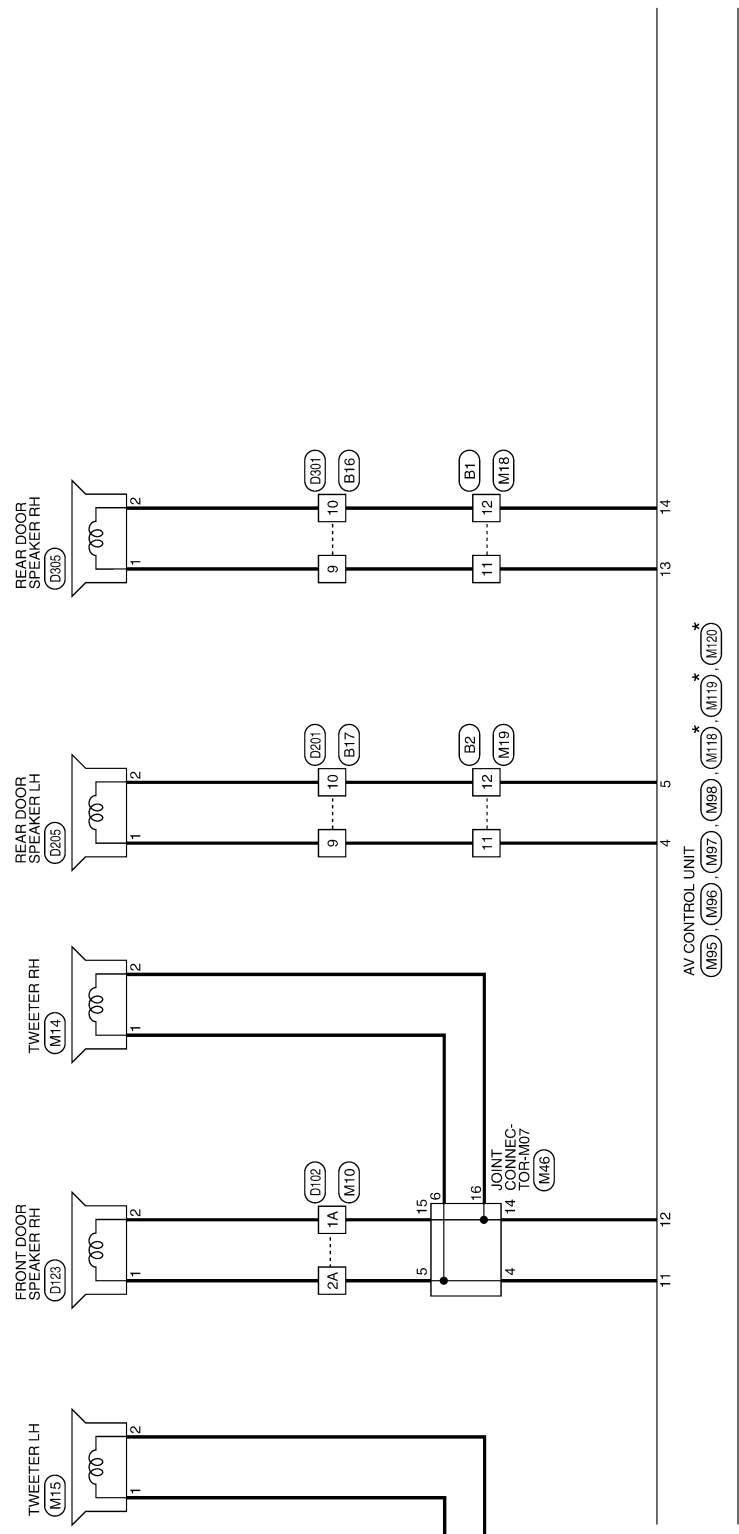 TWEETER LH
M15
1
2
FRONT DOOR
SPEAKER RH
D123
1
2
2A
1A
D102
M10
5
15
6
16
4
14
JOINT
CONNEC-
TOR-M07
M46
11
12
TWEETER RH
M14
1
2
REAR DOOR
SPEAKER LH
D205
1
2
9
10
D201
B17
11
12
B2
M19
4
5
REAR DOOR
SPEAKER RH
D305
1
2
9
10
D301
B16
11
12
B1
M18
13
14
AV CONTROL UNIT
M95 , M96 , M97 , M98 , M118 * , M119 * , M120 *